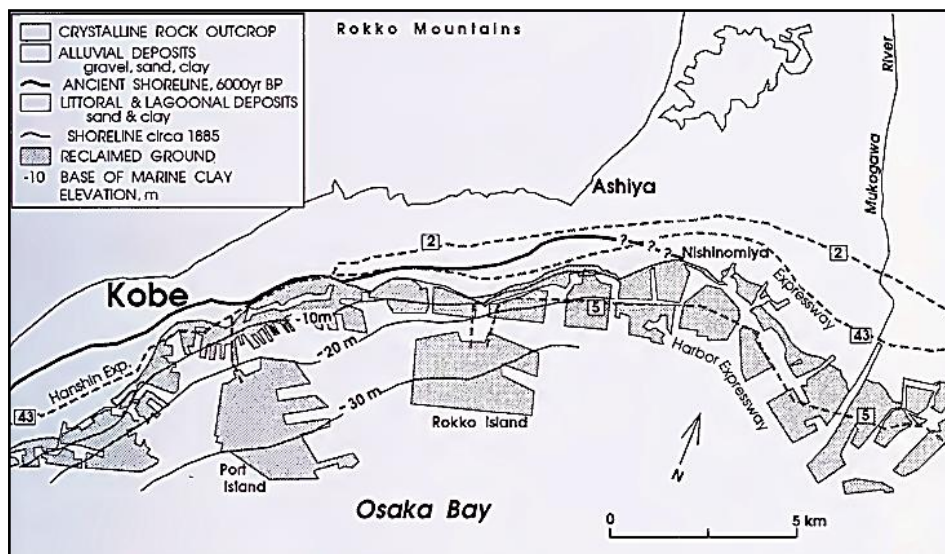 CRYSTALLINE ROCK OUTCROP
ALLUVIAL DEPOSITS
gravel, sand, clay
ANCIENT SHORELINE, 6000yr BP
LITTORAL & LAGOONAL DEPOSITS
sand & clay
SHORELINE circa 1885
RECLAIMED GROUND
-10 BASE OF MARINE CLAY
ELEVATION, m
Rokko Mountains
River
Mukogawa
Ashiya
2
? ? ?
Nishinomiya
2
Kobe
Expressway
5
-10m
43
-20 m
Hanshin Exp.
Harbor Expressway
-30 m
43
Rokko Island
5
Port
Island
N
Osaka Bay
0 5 km